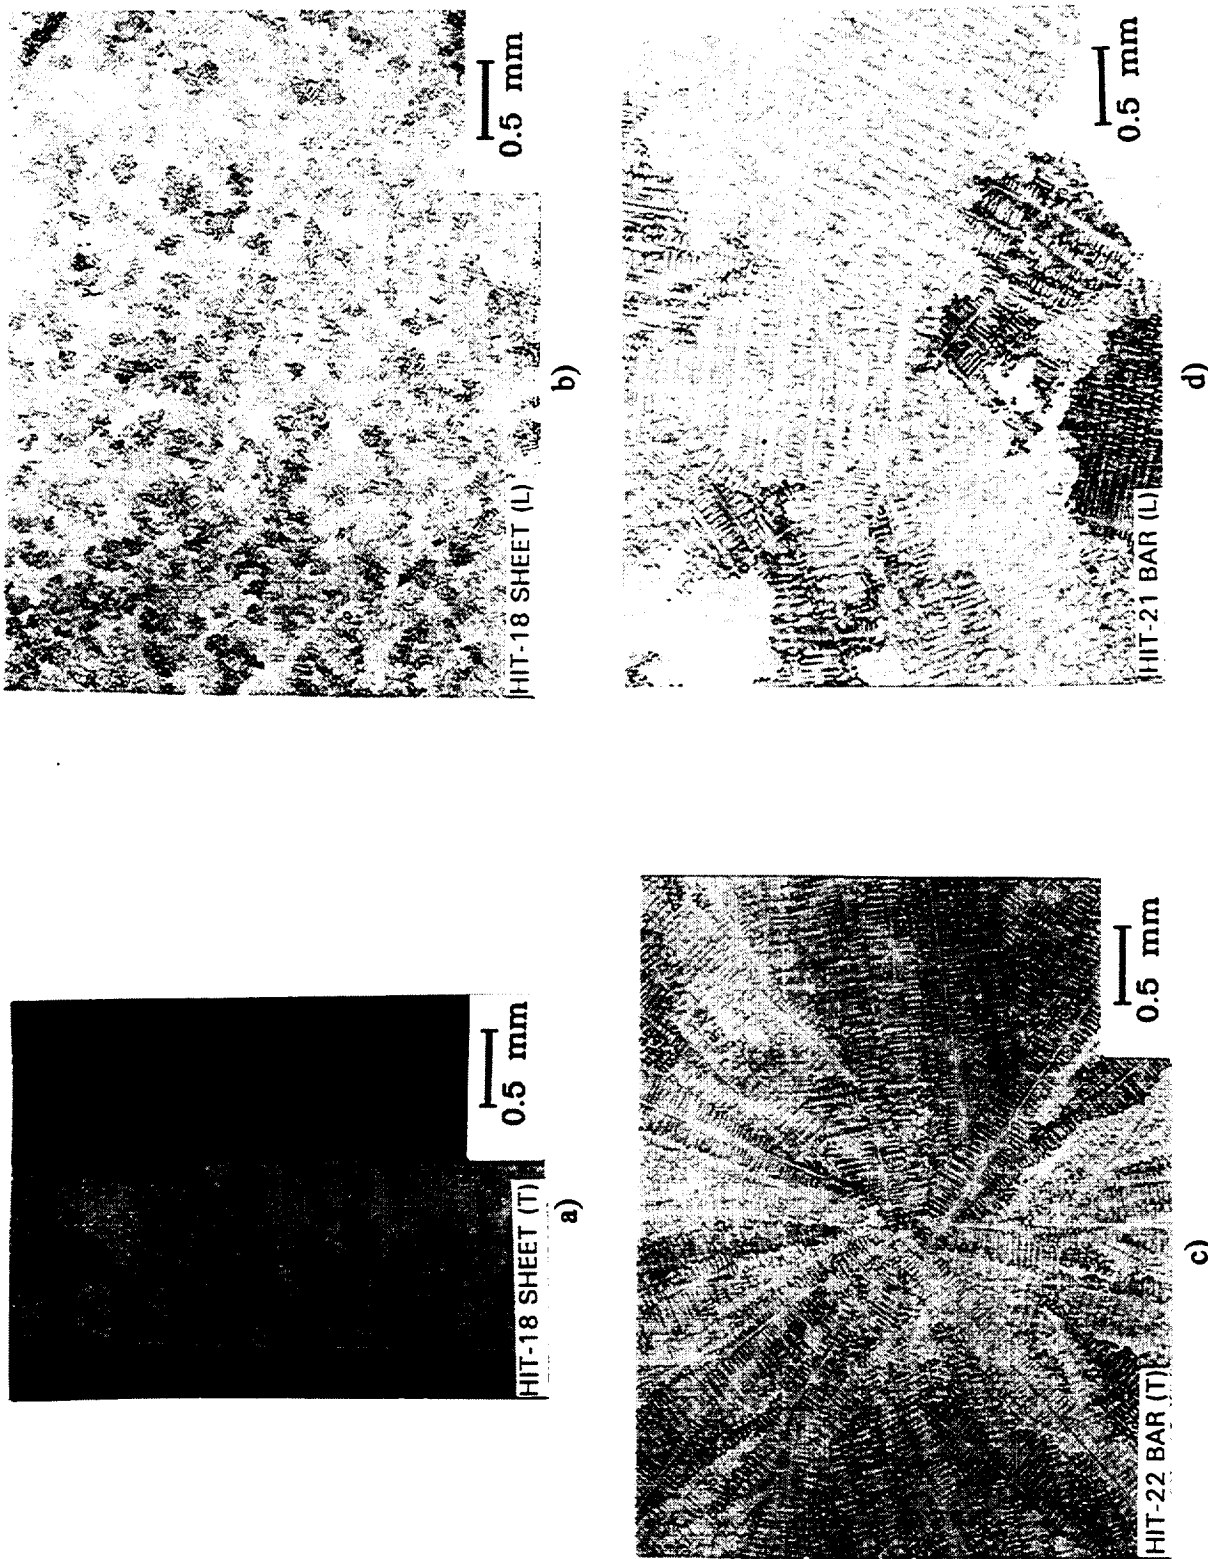 HIT-18 SHEET (T)
0.5 mm
a)
HIT-18 SHEET (L)
0.5 mm
b)
HIT-22 BAR (T)
0.5 mm
c)
HIT-21 BAR (L)
0.5 mm
d)